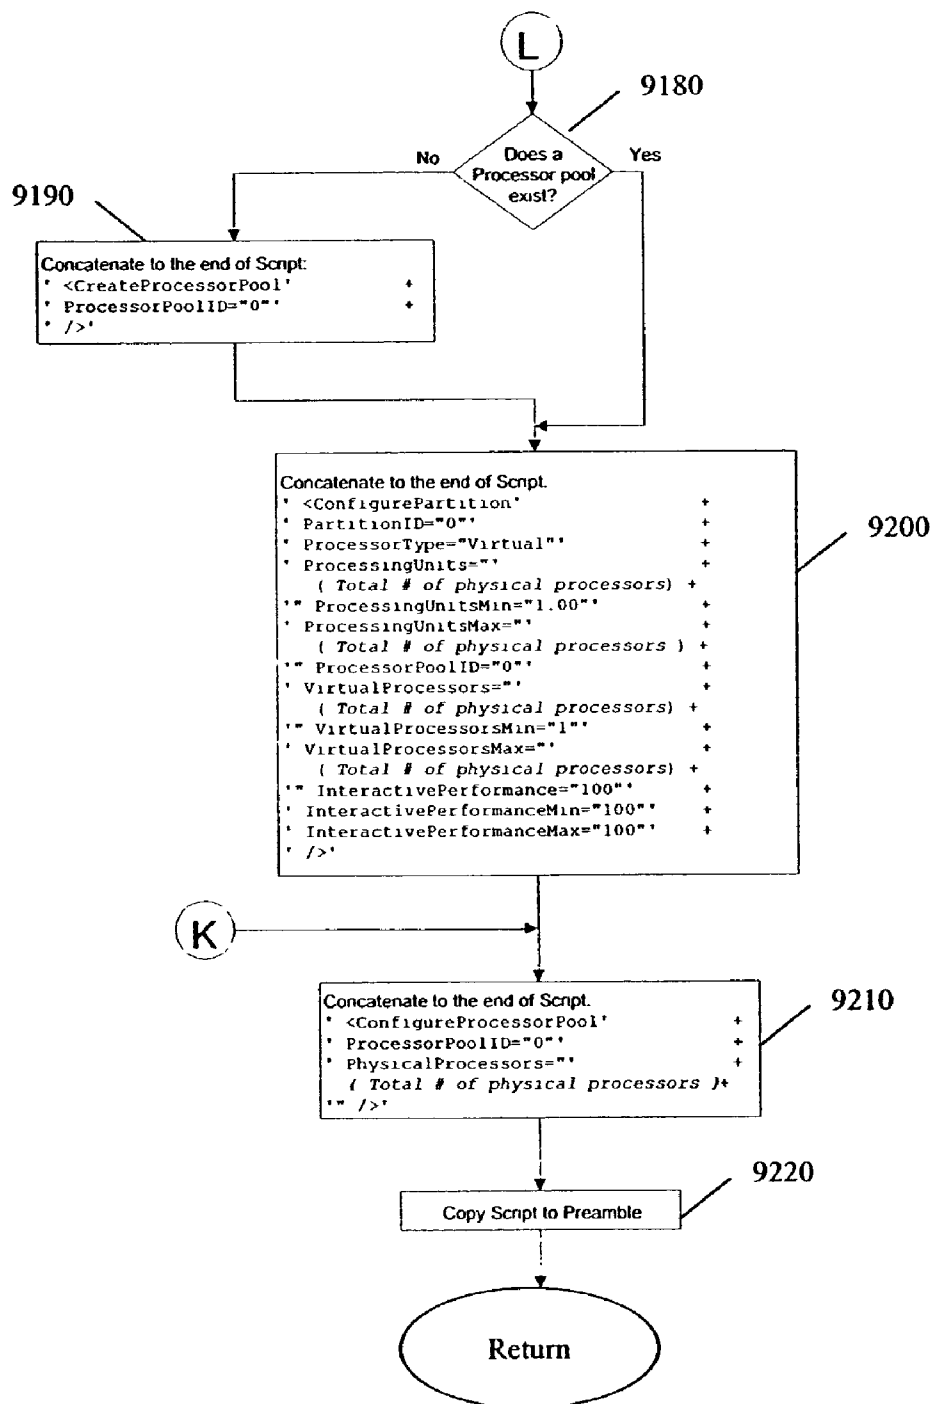 L
9180
Does a
Processor pool
exist?
No
Yes
9190
Concatenate to the end of Script:
' <CreateProcessorPool' +
' ProcessorPoolID="0"' +
' />'
9200
Concatenate to the end of Script.
' <ConfigurePartition' +
' PartitionID="0"' +
' ProcessorType="Virtual"' +
' ProcessingUnits="' +
( Total # of physical processors) +
'" ProcessingUnitsMin="1.00"' +
' ProcessingUnitsMax="' +
( Total # of physical processors ) +
'" ProcessorPoolID="0"' +
' VirtualProcessors="' +
( Total # of physical processors) +
'" VirtualProcessorsMin="1"' +
' VirtualProcessorsMax="' +
( Total # of physical processors) +
'" InteractivePerformance="100"' +
' InteractivePerformanceMin="100"' +
' InteractivePerformanceMax="100"' +
' />'
K
9210
Concatenate to the end of Script.
' <ConfigureProcessorPool' +
' ProcessorPoolID="0"' +
' PhysicalProcessors="' +
( Total # of physical processors )+
'" />'
9220
Copy Script to Preamble
Return